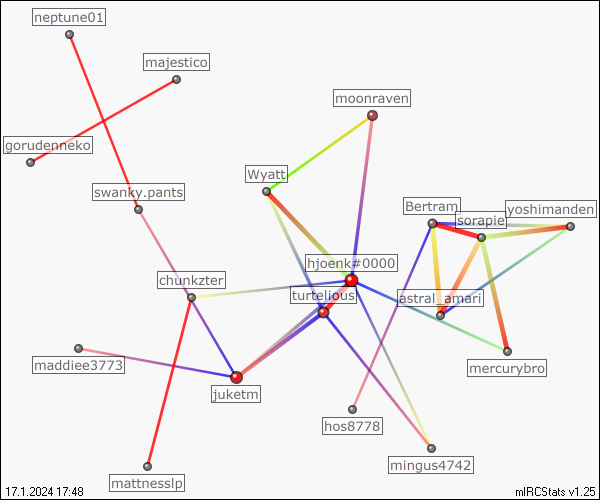 neptune01
majestico
moonraven
gorudenneko
Wyatt
swanky.pants
Bertram
yoshimanden
sorapie
hjoenk#0000
chunkzter
turtelious
astral_amari
maddiee3773
mercurybro
juketm
hos8778
mingus4742
mattnesslp
17.1.2024 17:48
mIRCStats v1.25